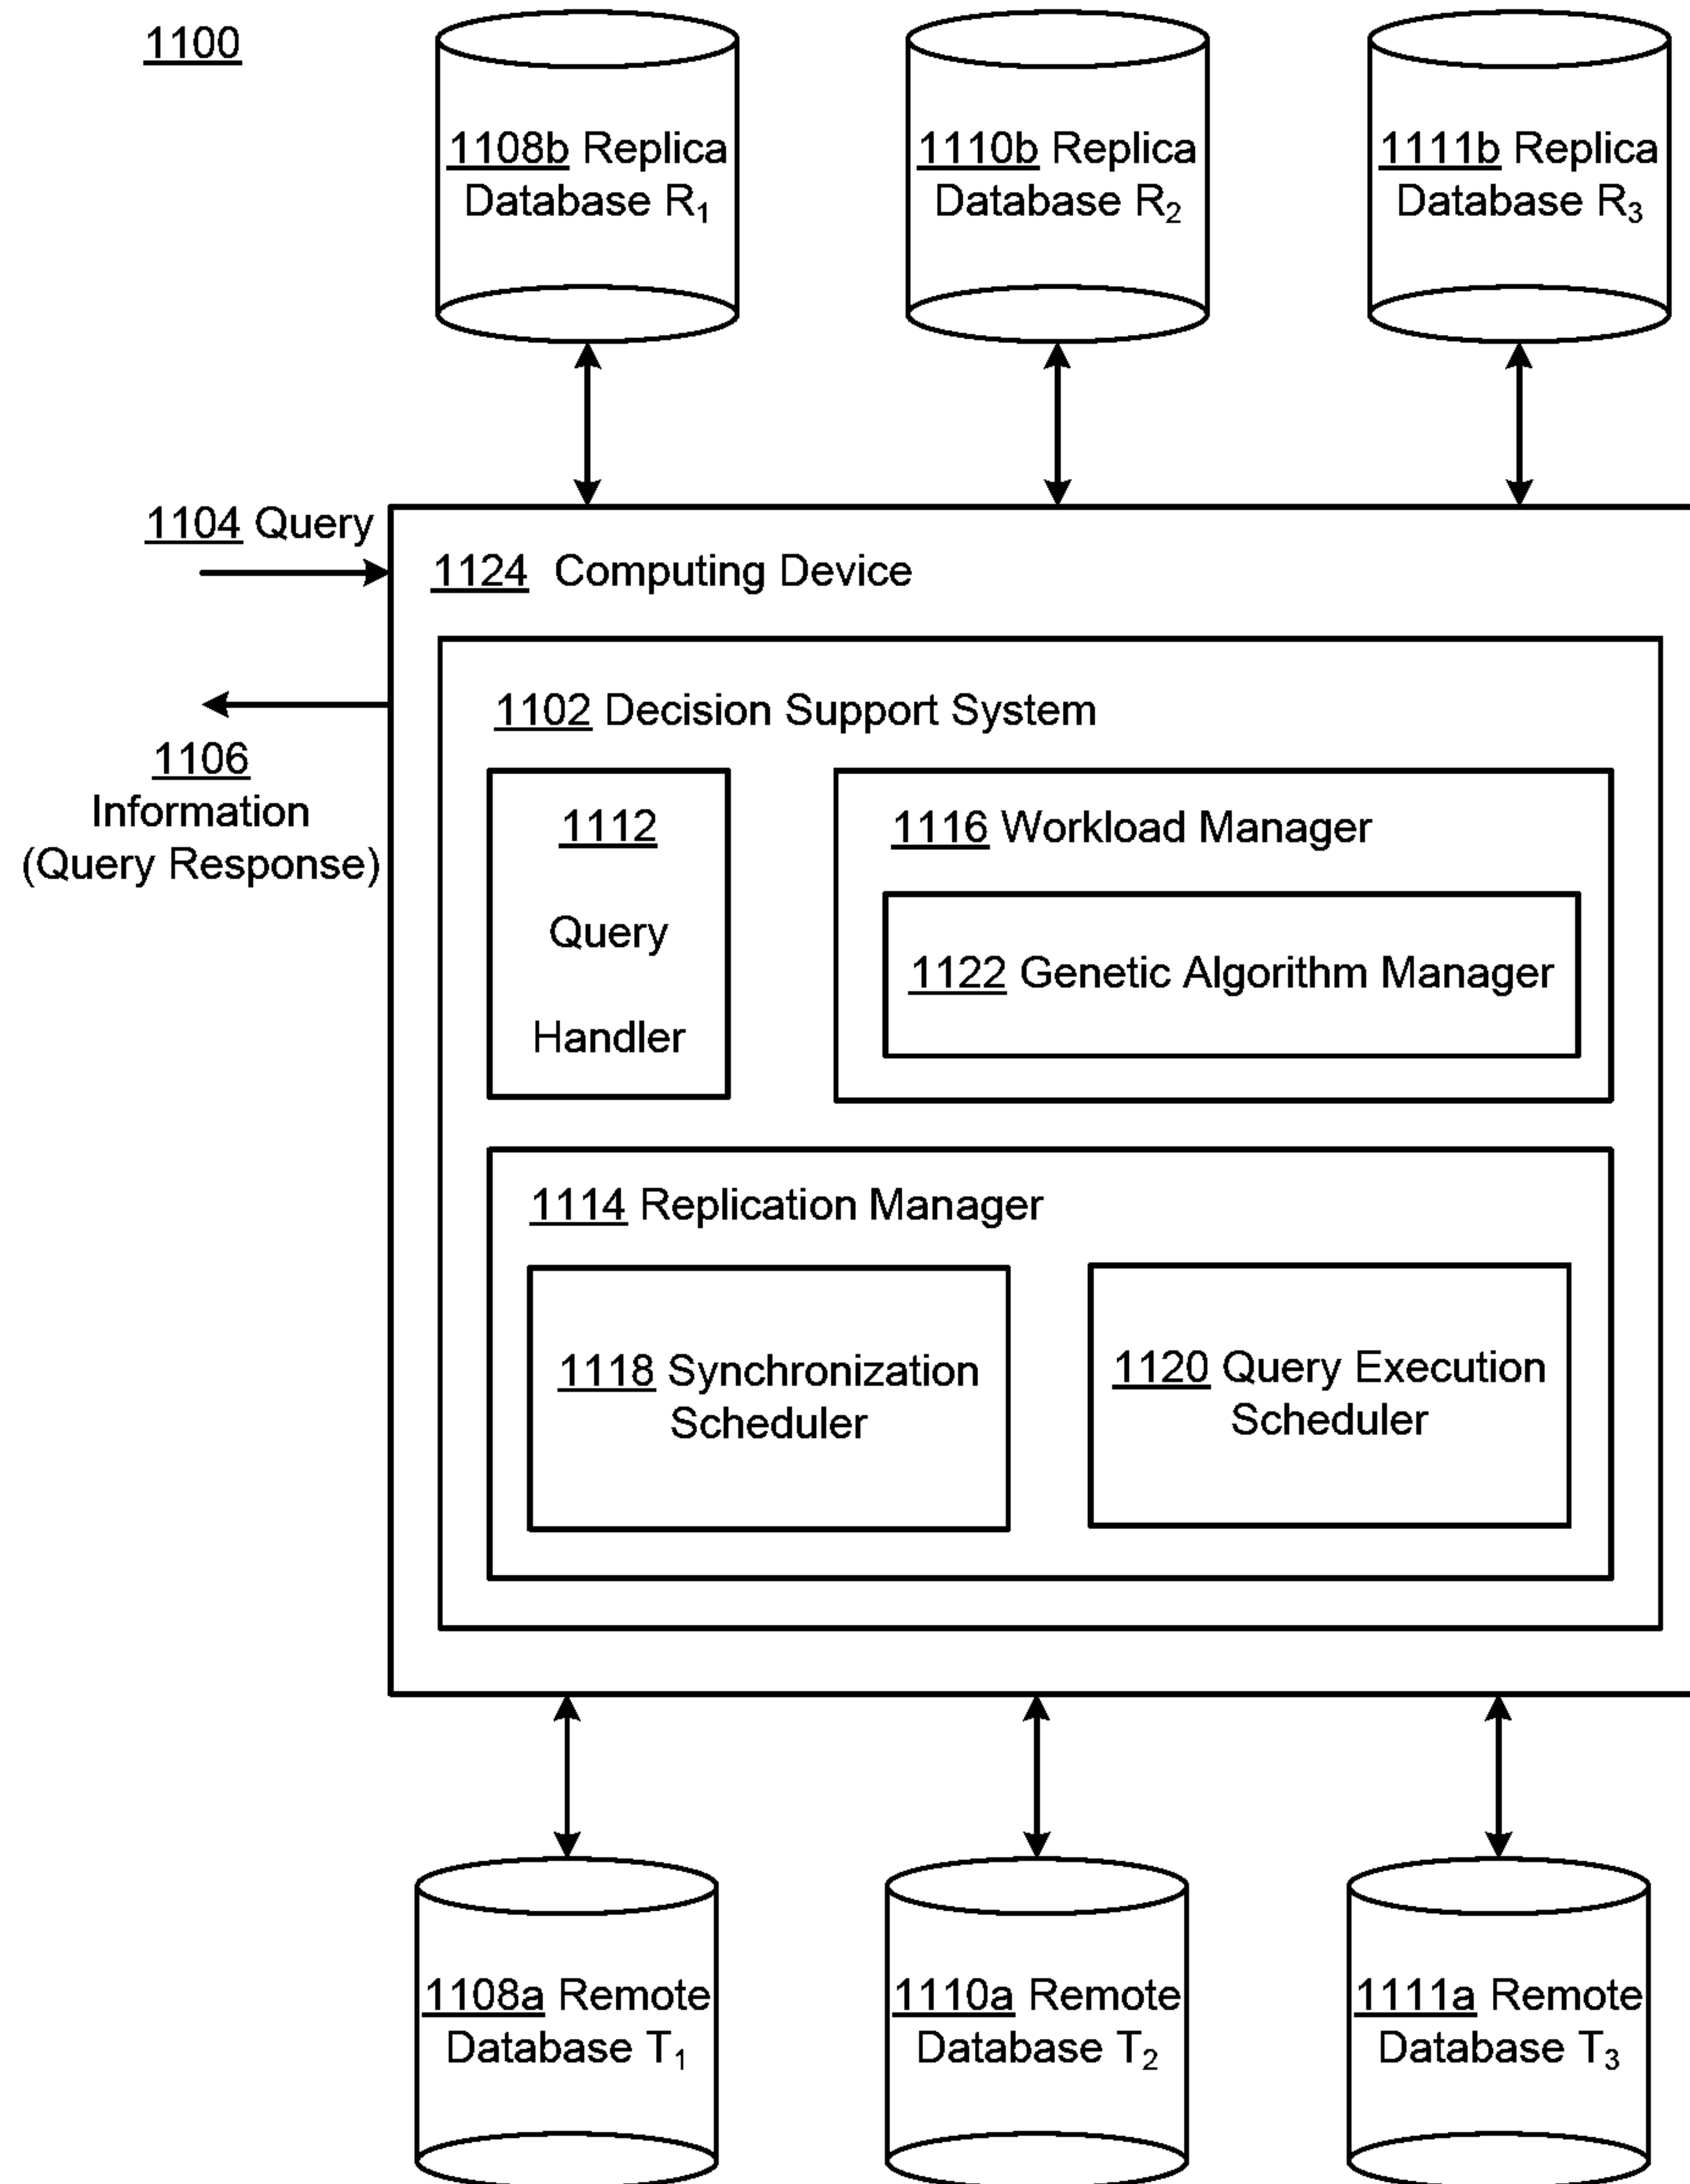 1100
1108b Replica
Database R₁
1110b Replica
Database R₂
1111b Replica
Database R₃
1104 Query
1124 Computing Device
1102 Decision Support System
1106
Information
(Query Response)
1112
Query
Handler
1116 Workload Manager
1122 Genetic Algorithm Manager
1114 Replication Manager
1118 Synchronization
Scheduler
1120 Query Execution
Scheduler
1108a Remote
Database T₁
1110a Remote
Database T₂
1111a Remote
Database T₃